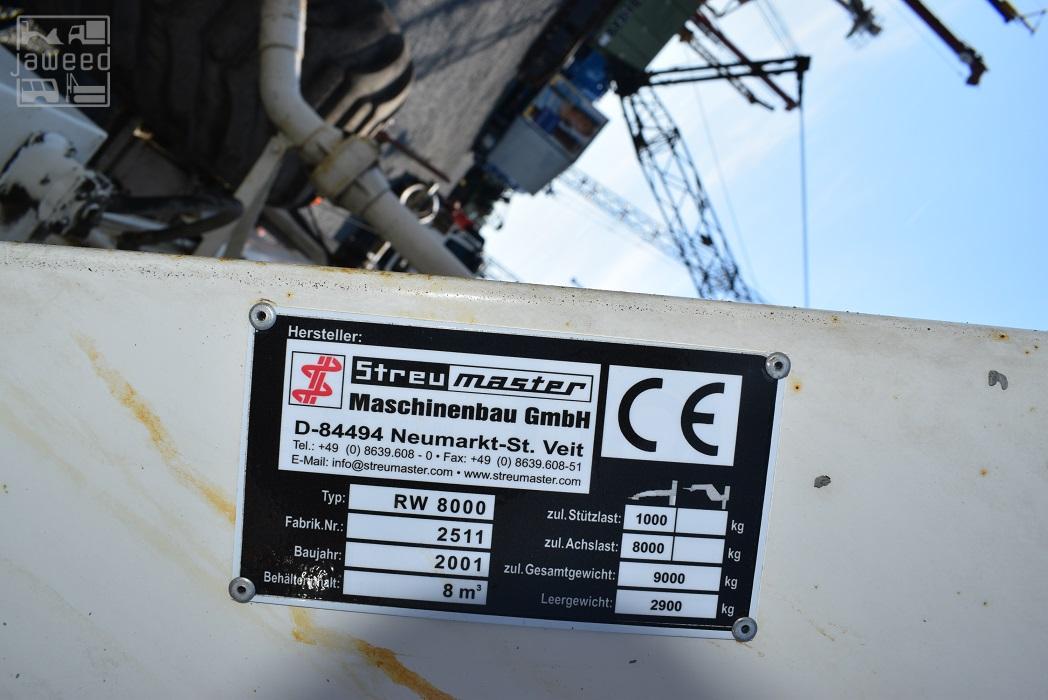 jaweed
Hersteller:
Streumaster
Maschinenbau GmbH
D-84494 Neumarkt-St. Veit
Tel.: +49 (0) 8639.608 - 0 • Fax: +49 (0) 8639.608-51
E-Mail: info@streumaster.com • www.streumaster.com
CE
Typ: RW 8000
Fabrik.Nr.: 2511
Baujahr: 2001
Behälterinhalt: 8 m³
zul. Stützlast: 1000 kg
zul. Achslast: 8000 kg
zul. Gesamtgewicht: 9000 kg
Leergewicht: 2900 kg